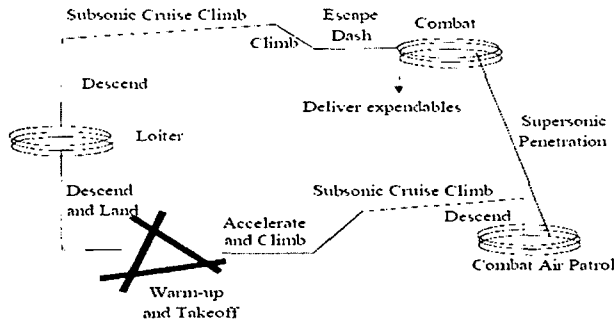 Subsonic Cruise Climb
Escape
Dash
Combat
Climb
Descend
Deliver expendables
Loiter
Supersonic
Penetration
Descend
and Land
Subsonic Cruise Climb
Accelerate
and Climb
Descend
Combat Air Patrol
Warm-up
and Takeoff